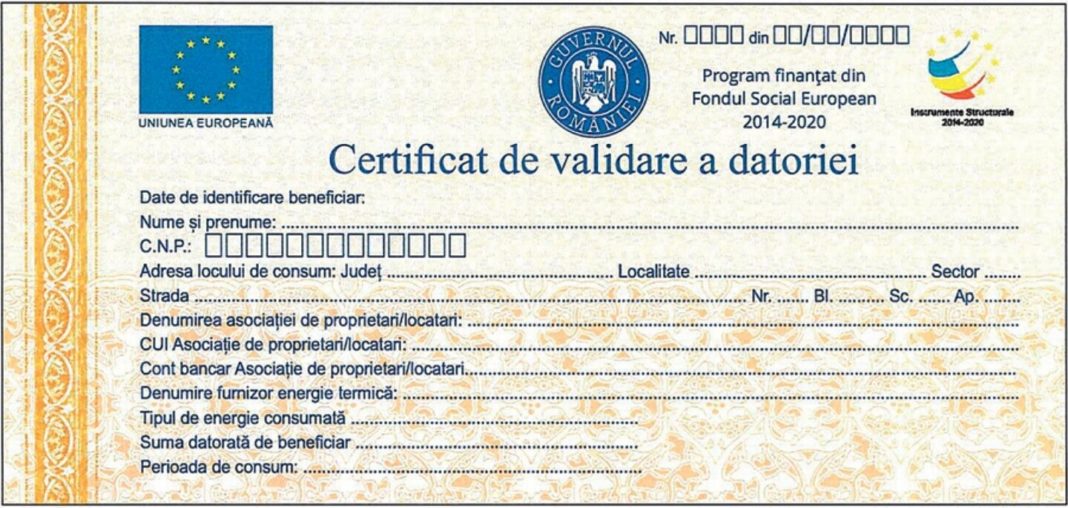 UNIUNEA EUROPEANĂ
GUVERNUL ROMÂNIEI
Nr. □□□□ din □□/□□/□□□□
Program finanțat din
Fondul Social European
2014-2020
Instrumente Structurale
2014-2020
Certificat de validare a datoriei
Date de identificare beneficiar:
Nume și prenume: ........................................
C.N.P.: □□□□□□□□□□□□□
Adresa locului de consum: Județ .................... Localitate .................... Sector .......
Strada ........................................ Nr. ....... Bl. ......... Sc. ....... Ap. ........
Denumirea asociației de proprietari/locatari: ........................................
CUI Asociație de proprietari/locatari: ........................................
Cont bancar Asociație de proprietari/locatari........................................
Denumire furnizor energie termică: ........................................
Tipul de energie consumată ........................................
Suma datorată de beneficiar ........................................
Perioada de consum: ........................................